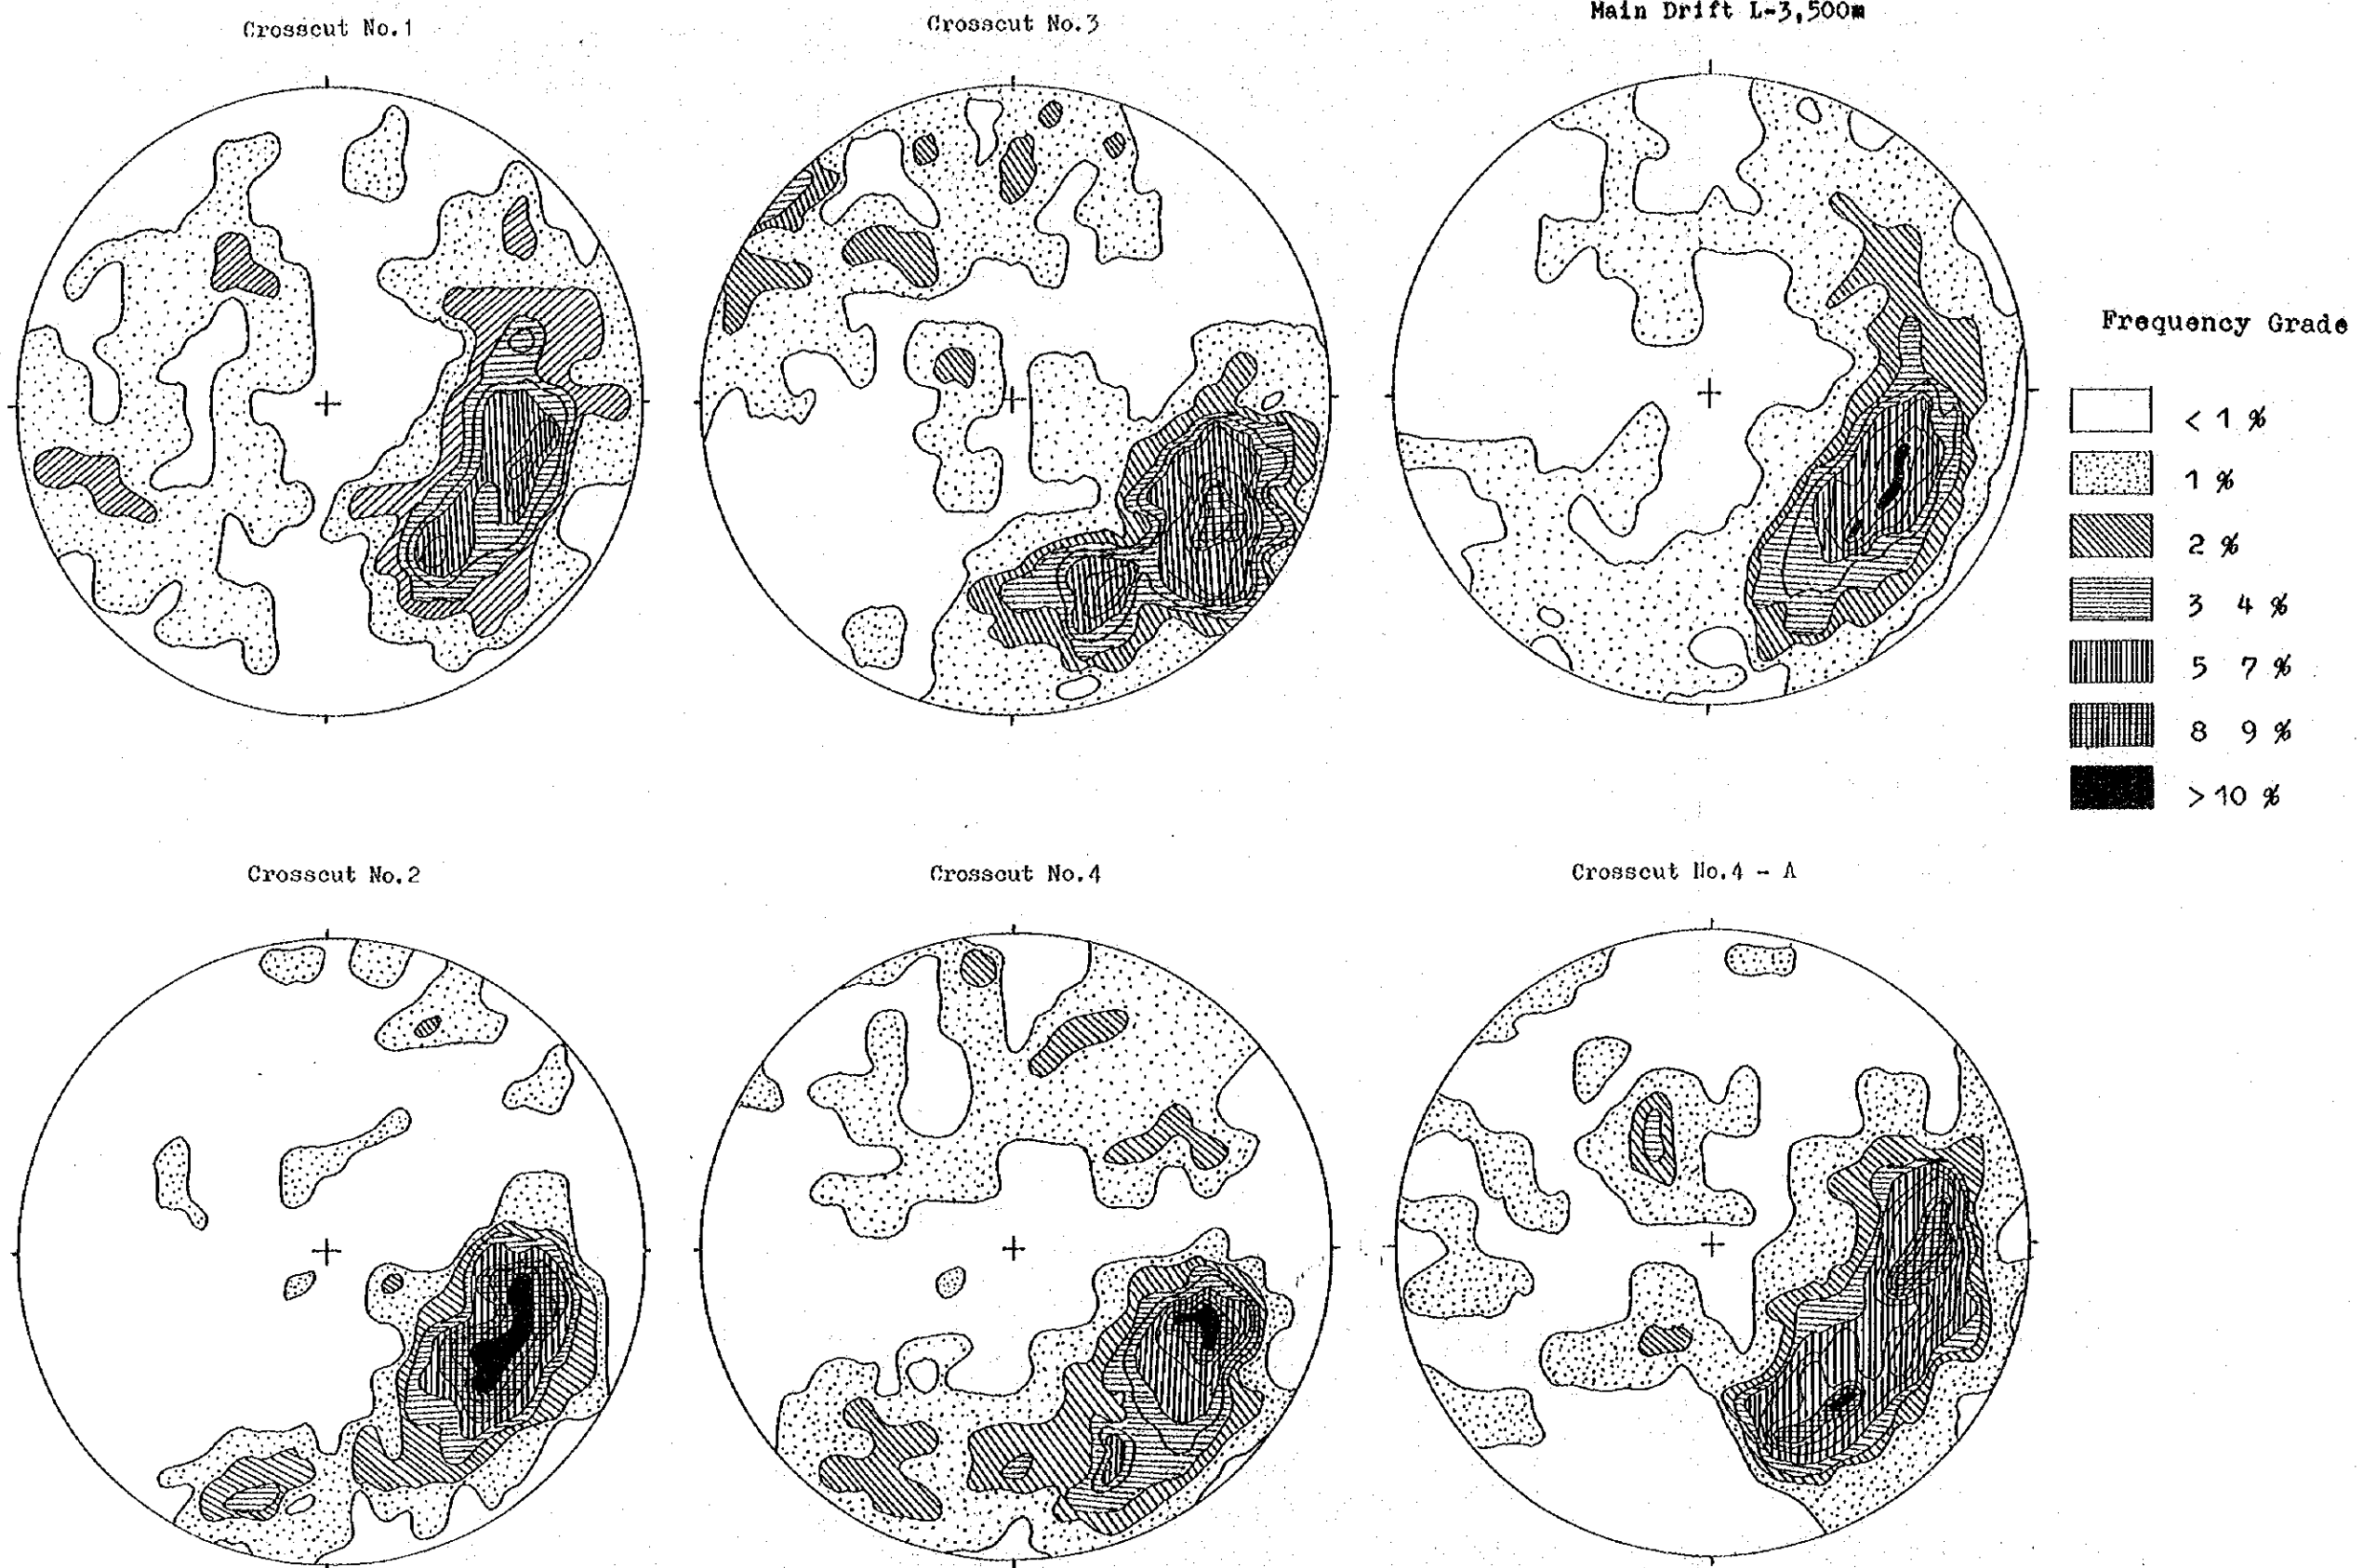 Crosscut No.1
Crosscut No.3
Main Drift L-3,500m
Frequency Grade
< 1 %
1 %
2 %
3 4 %
5 7 %
8 9 %
> 10 %
Crosscut No.2
Crosscut No.4
Crosscut No.4 - A